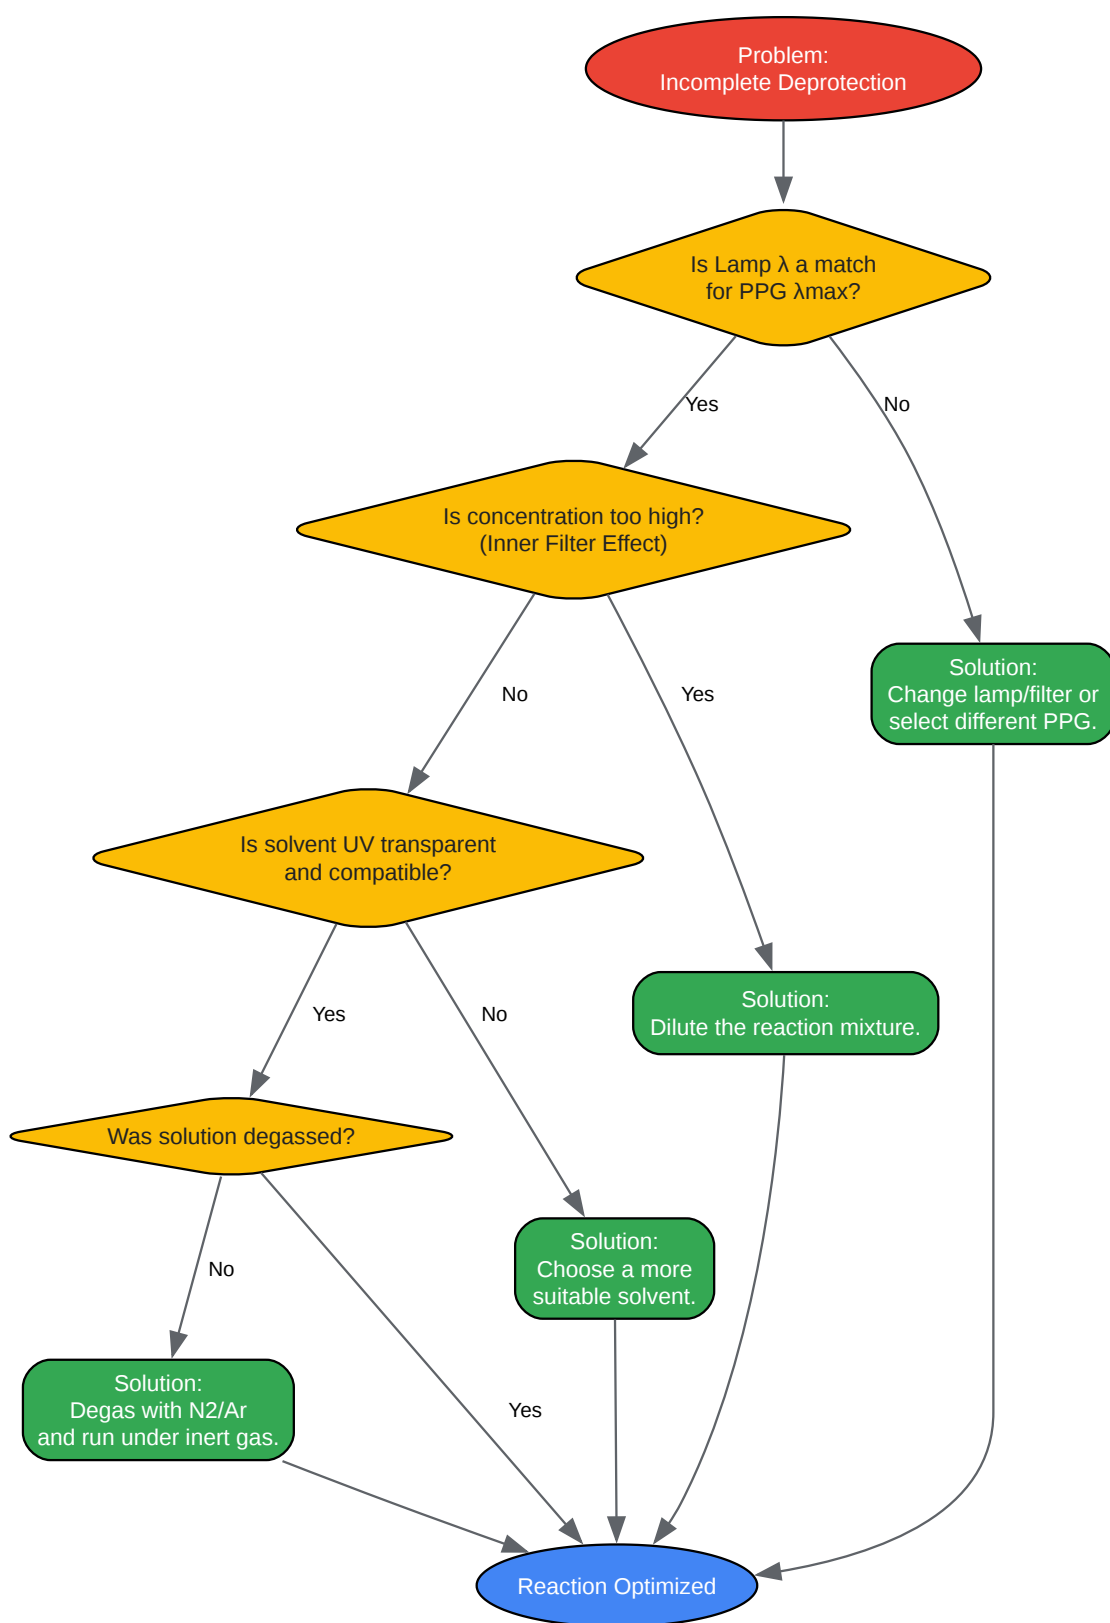 Problem:
Incomplete Deprotection
Is Lamp λ a match
for PPG λmax?
Yes
No
Is concentration too high?
(Inner Filter Effect)
No
Yes
Solution:
Change lamp/filter or
select different PPG.
Is solvent UV transparent
and compatible?
Yes
No
Solution:
Dilute the reaction mixture.
Was solution degassed?
No
Yes
Solution:
Choose a more
suitable solvent.
Solution:
Degas with N2/Ar
and run under inert gas.
Reaction Optimized